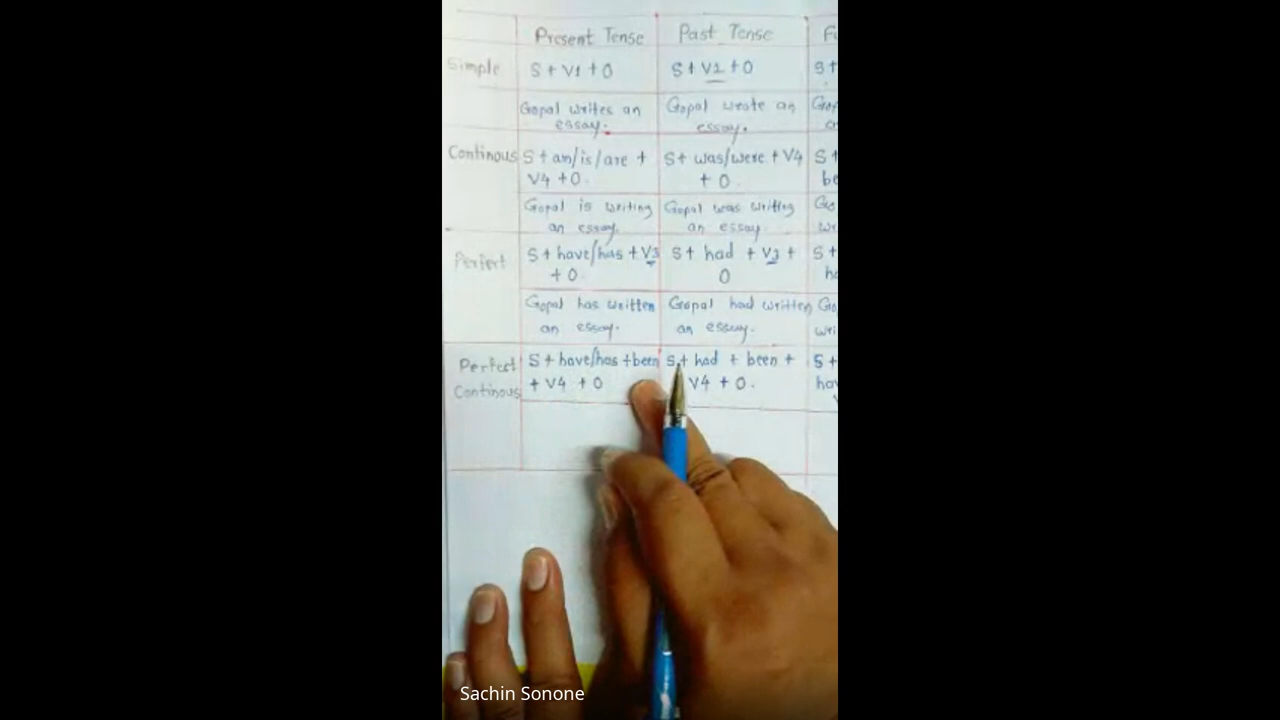 Present Tense Past Tense
Simple S + V1 + O S + V2 + O S +
Gopal writes an Gopal wrote an
essay. essay.
Continous S + am/is/are + S + was/were + V4 S +
V4 + O. + O. be
Gopal is writing Gopal was writing
an essay. an essay.
Perfect S + have/has + V3 S + had + V3 + S +
+ O. O
Gopal has written Gopal had written
an essay. an essay.
Perfect S + have/has + been S + had + been + S +
Continous + V4 + O V4 + O.
Sachin Sonone